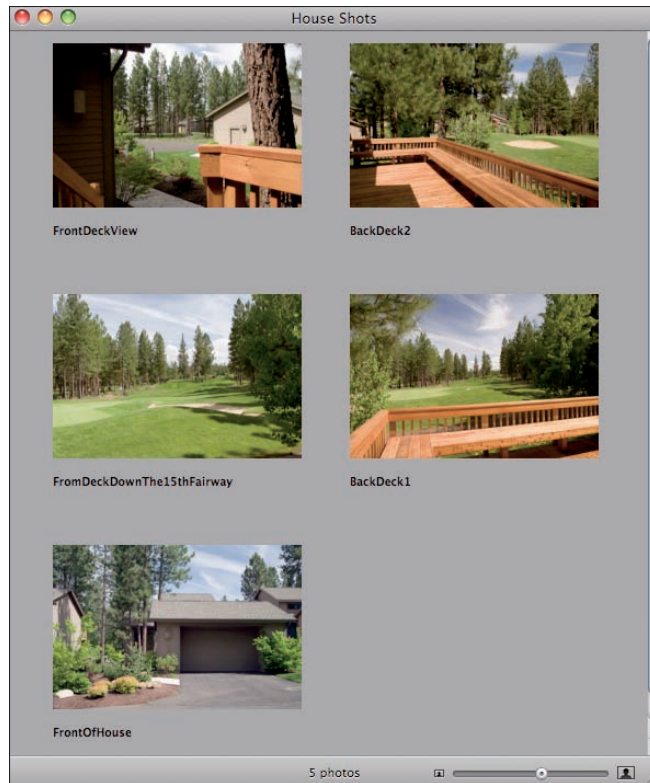 House Shots
FrontDeckView
BackDeck2
FromDeckDownThe15thFairway
BackDeck1
FrontOfHouse
5 photos